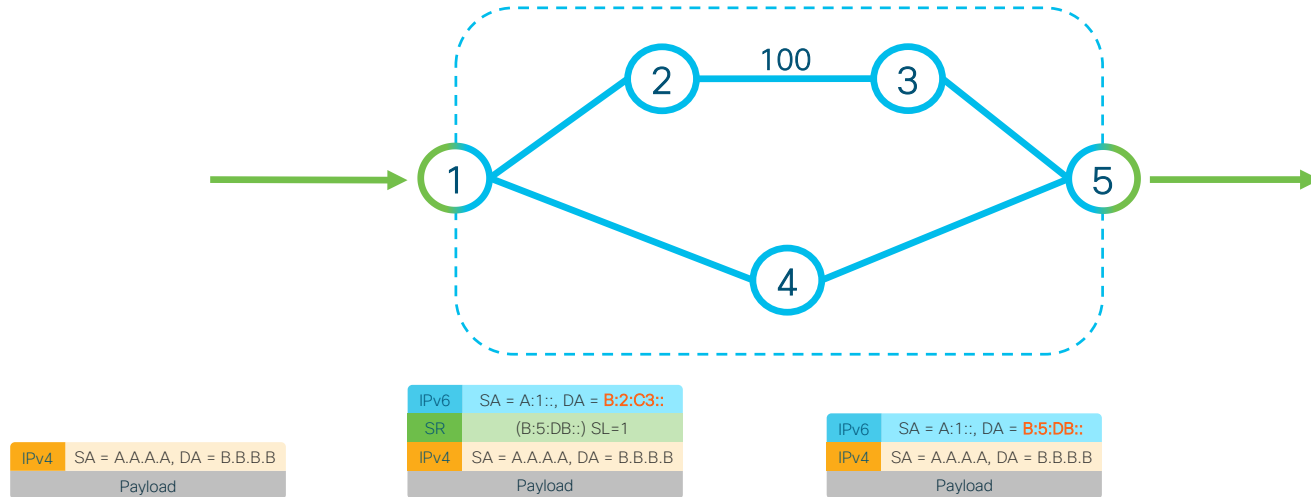 100
2
3
1
5
4
IPv6 SA = A:1::, DA = B:2:C3::
SR (B:5:DB::) SL=1
IPv4 SA = A.A.A.A, DA = B.B.B.B
Payload
IPv6 SA = A:1::, DA = B:5:DB::
IPv4 SA = A.A.A.A, DA = B.B.B.B
Payload
IPv4 SA = A.A.A.A, DA = B.B.B.B
Payload